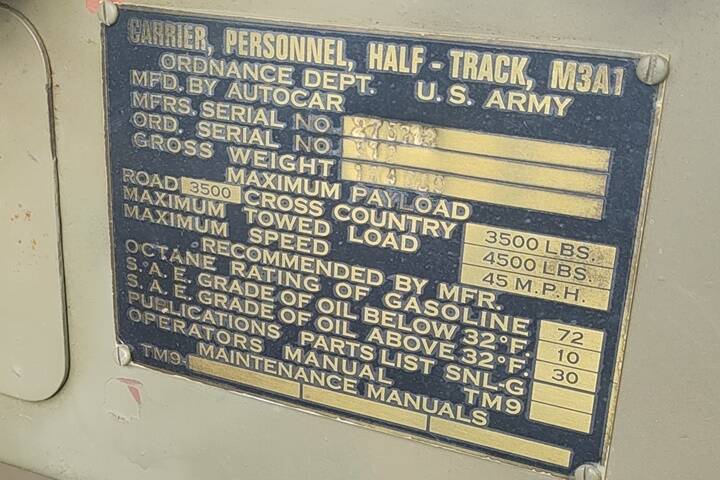 CARRIER, PERSONNEL, HALF-TRACK, M3A1
ORDNANCE DEPT. U.S. ARMY
MFD. BY AUTOCAR
MFRS. SERIAL NO.
ORD. SERIAL NO.
GROSS WEIGHT
MAXIMUM PAYLOAD
ROAD 3500 CROSS COUNTRY 3500 LBS.
MAXIMUM TOWED LOAD 4500 LBS.
MAXIMUM SPEED 45 M.P.H.
RECOMMENDED BY MFR.
OCTANE RATING OF GASOLINE 72
S.A.E. GRADE OF OIL BELOW 32°F. 10
S.A.E. GRADE OF OIL ABOVE 32°F. 30
PUBLICATIONS PARTS LIST SNL-G
OPERATORS MANUAL TM9
MAINTENANCE MANUALS
TM9-